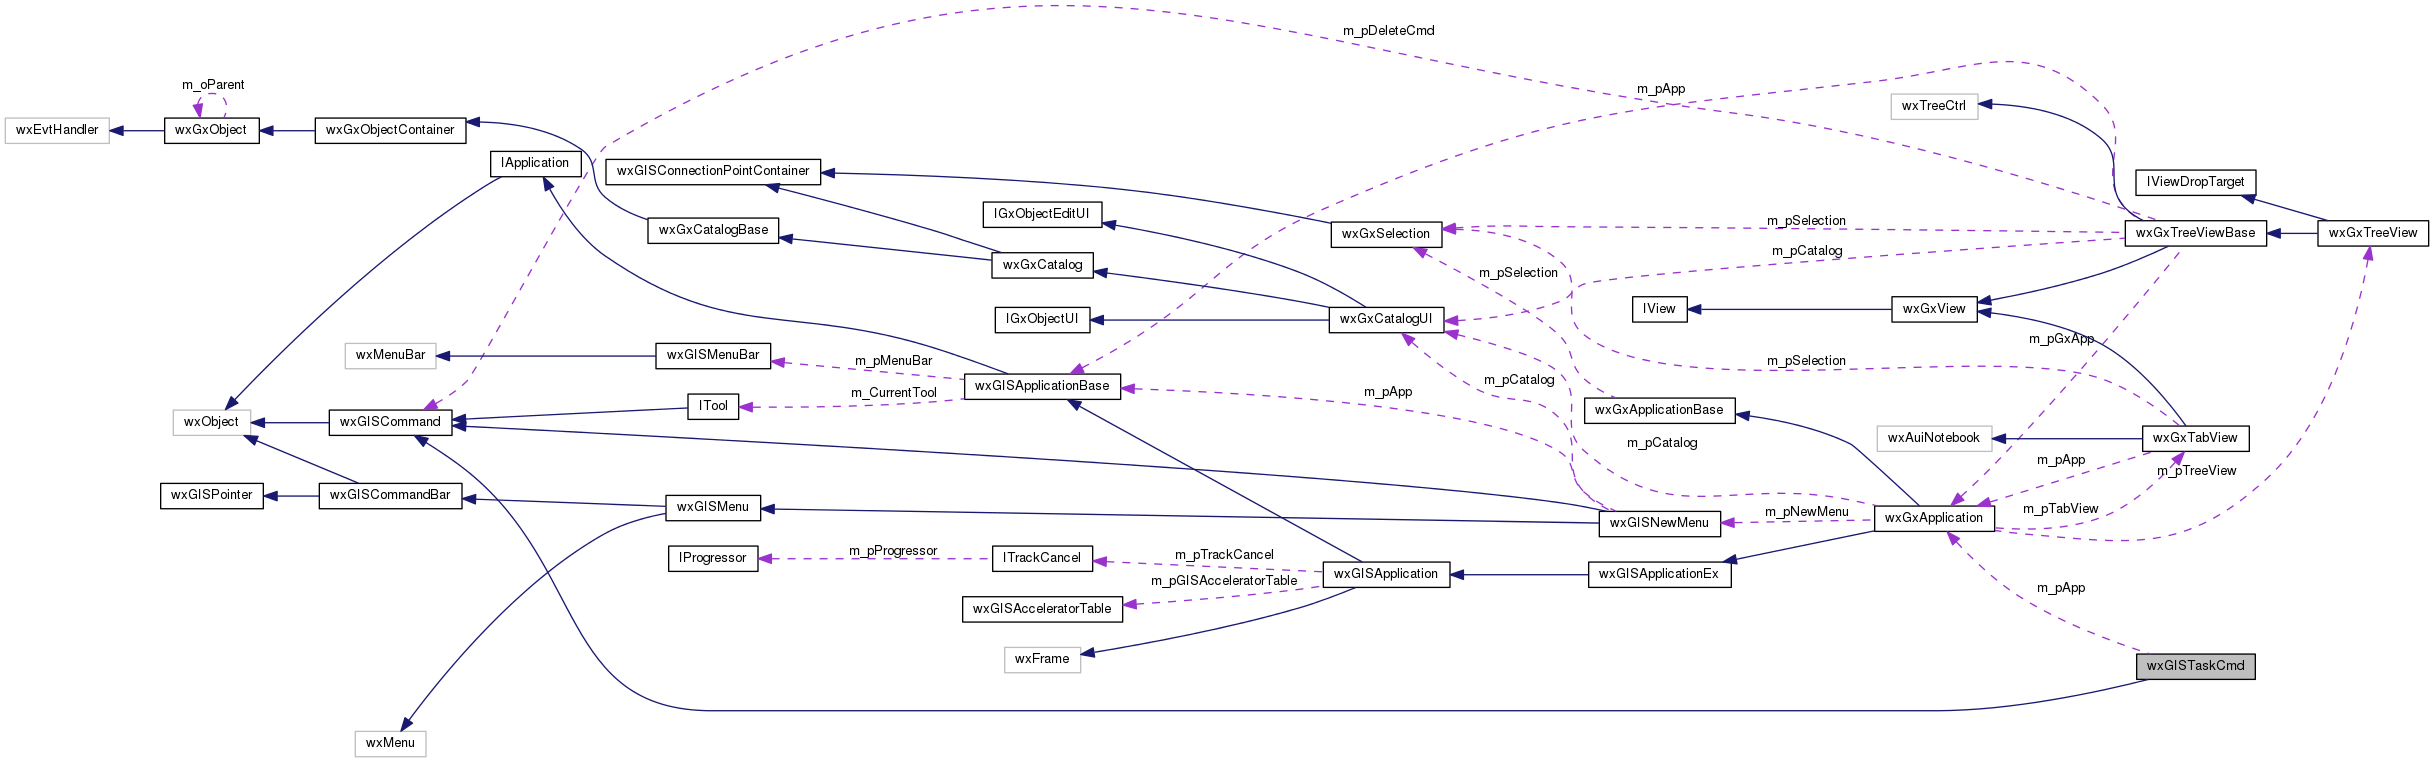 m_pDeleteCmd
m_oParent
m_pApp
wxTreeCtrl
wxEvtHandler
wxGxObject
wxGxObjectContainer
IApplication
wxGISConnectionPointContainer
IViewDropTarget
IGxObjectEditUI
wxGxCatalogBase
wxGxSelection
m_pSelection
wxGxTreeViewBase
wxGxTreeView
m_pCatalog
wxGxCatalog
m_pSelection
IGxObjectUI
wxGxCatalogUI
IView
wxGxView
m_pGxApp
wxMenuBar
wxGISMenuBar
m_pMenuBar
m_pSelection
wxGISApplicationBase
m_pCatalog
m_CurrentTool
m_pApp
ITool
wxGxApplicationBase
wxObject
wxGISCommand
wxAuiNotebook
wxGxTabView
m_pCatalog
m_pApp
m_pTreeView
wxGISPointer
wxGISCommandBar
wxGISMenu
m_pTabView
m_pNewMenu
wxGxApplication
wxGISNewMenu
IProgressor
m_pProgressor
ITrackCancel
m_pTrackCancel
m_pGISAcceleratorTable
wxGISApplication
wxGISApplicationEx
m_pApp
wxGISAcceleratorTable
wxFrame
wxGISTaskCmd
wxMenu